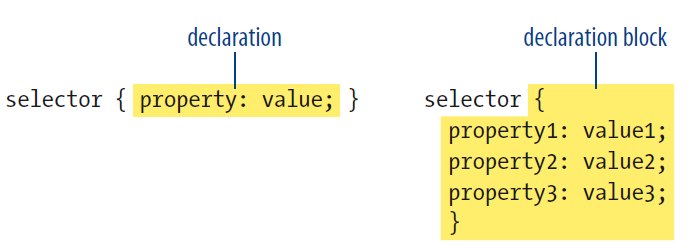 declaration
selector { property: value; }
declaration block
selector {
property1: value1;
property2: value2;
property3: value3;
}